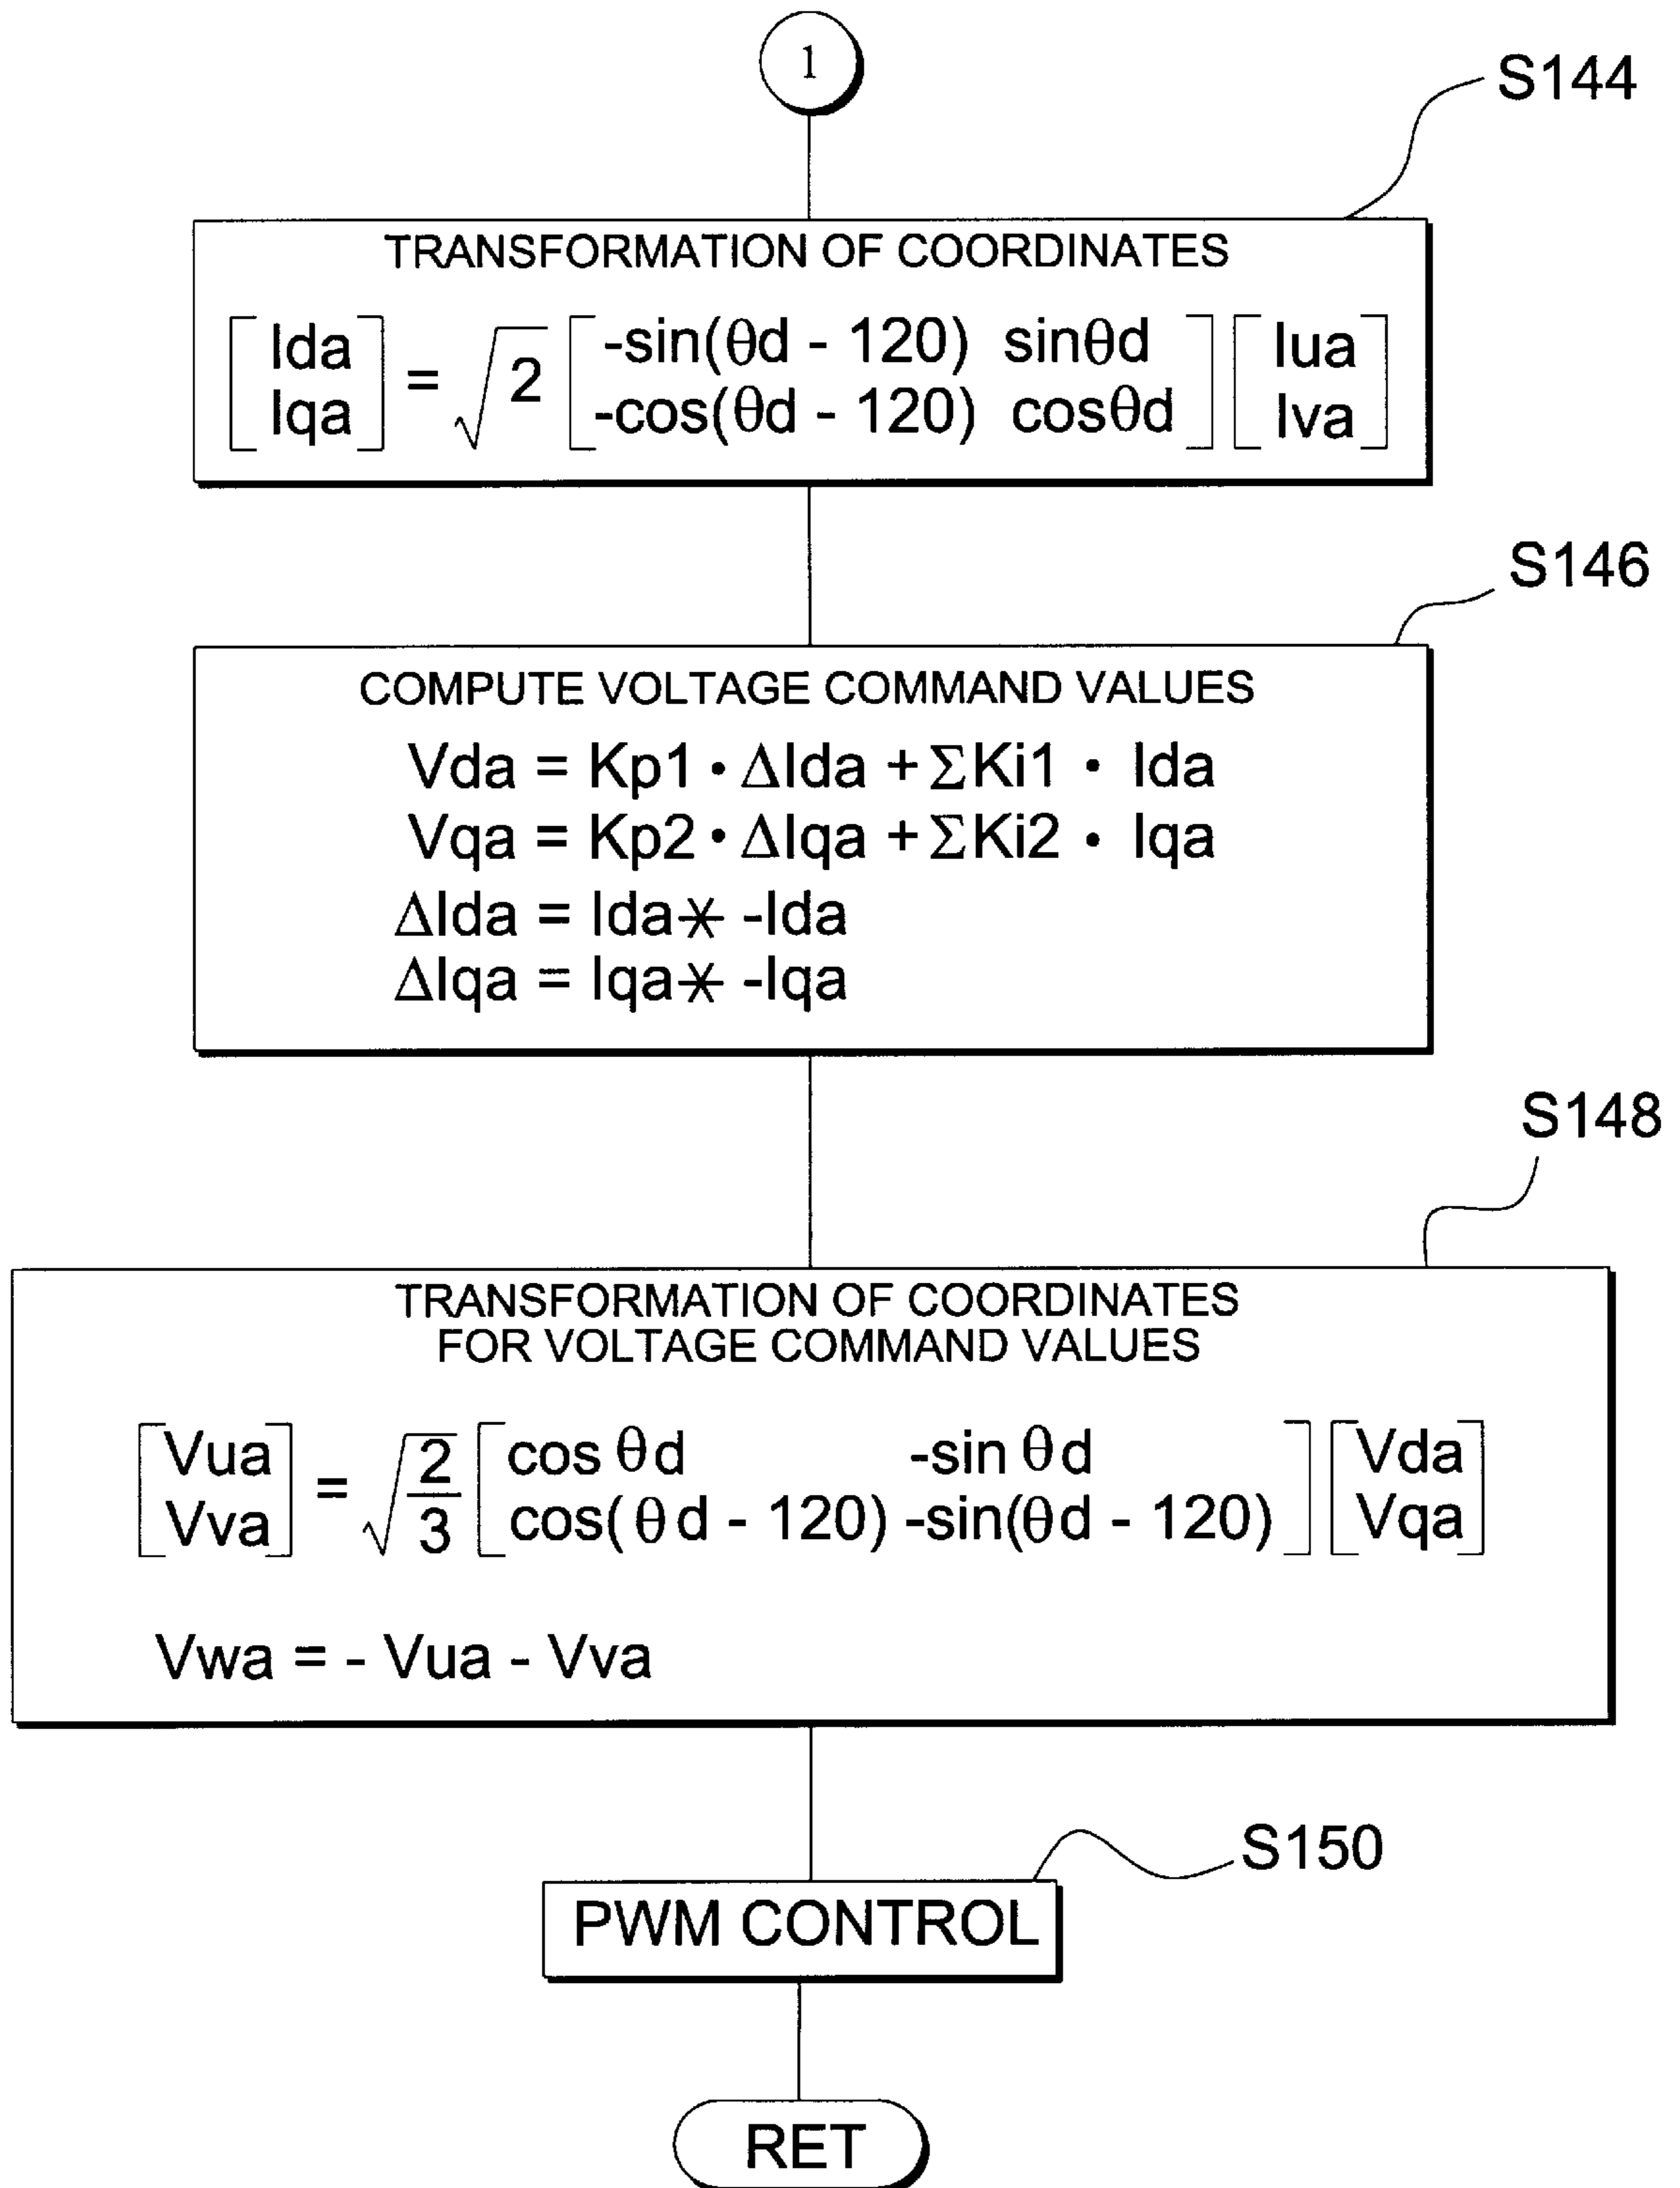 1
S144
TRANSFORMATION OF COORDINATES
[Ida Iqa] = √2 [-sin(θd - 120) sinθd -cos(θd - 120) cosθd] [Iua Iva]
S146
COMPUTE VOLTAGE COMMAND VALUES
Vda = Kp1 · ΔIda + ΣKi1 · Ida
Vqa = Kp2 · ΔIqa + ΣKi2 · Iqa
ΔIda = Ida* -Ida
ΔIqa = Iqa* -Iqa
S148
TRANSFORMATION OF COORDINATES
FOR VOLTAGE COMMAND VALUES
[Vua Vva] = √2/3 [cos θd -sin θd cos(θd - 120) -sin(θd - 120)] [Vda Vqa]
Vwa = - Vua - Vva
S150
PWM CONTROL
RET